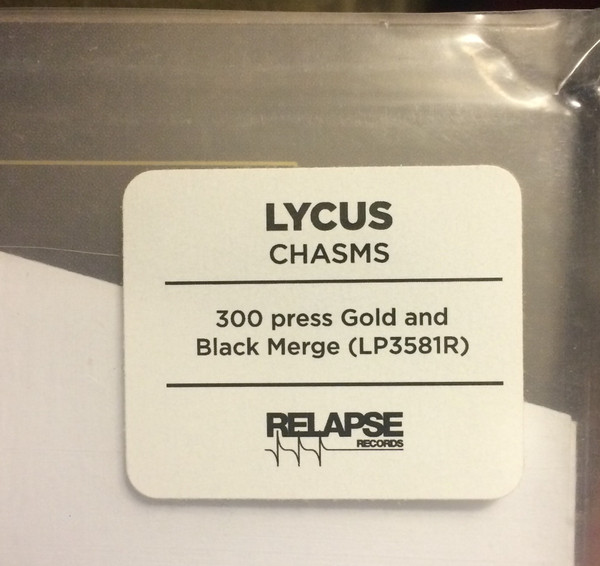 LYCUS
CHASMS
300 press Gold and
Black Merge (LP3581R)
RELAPSE
RECORDS